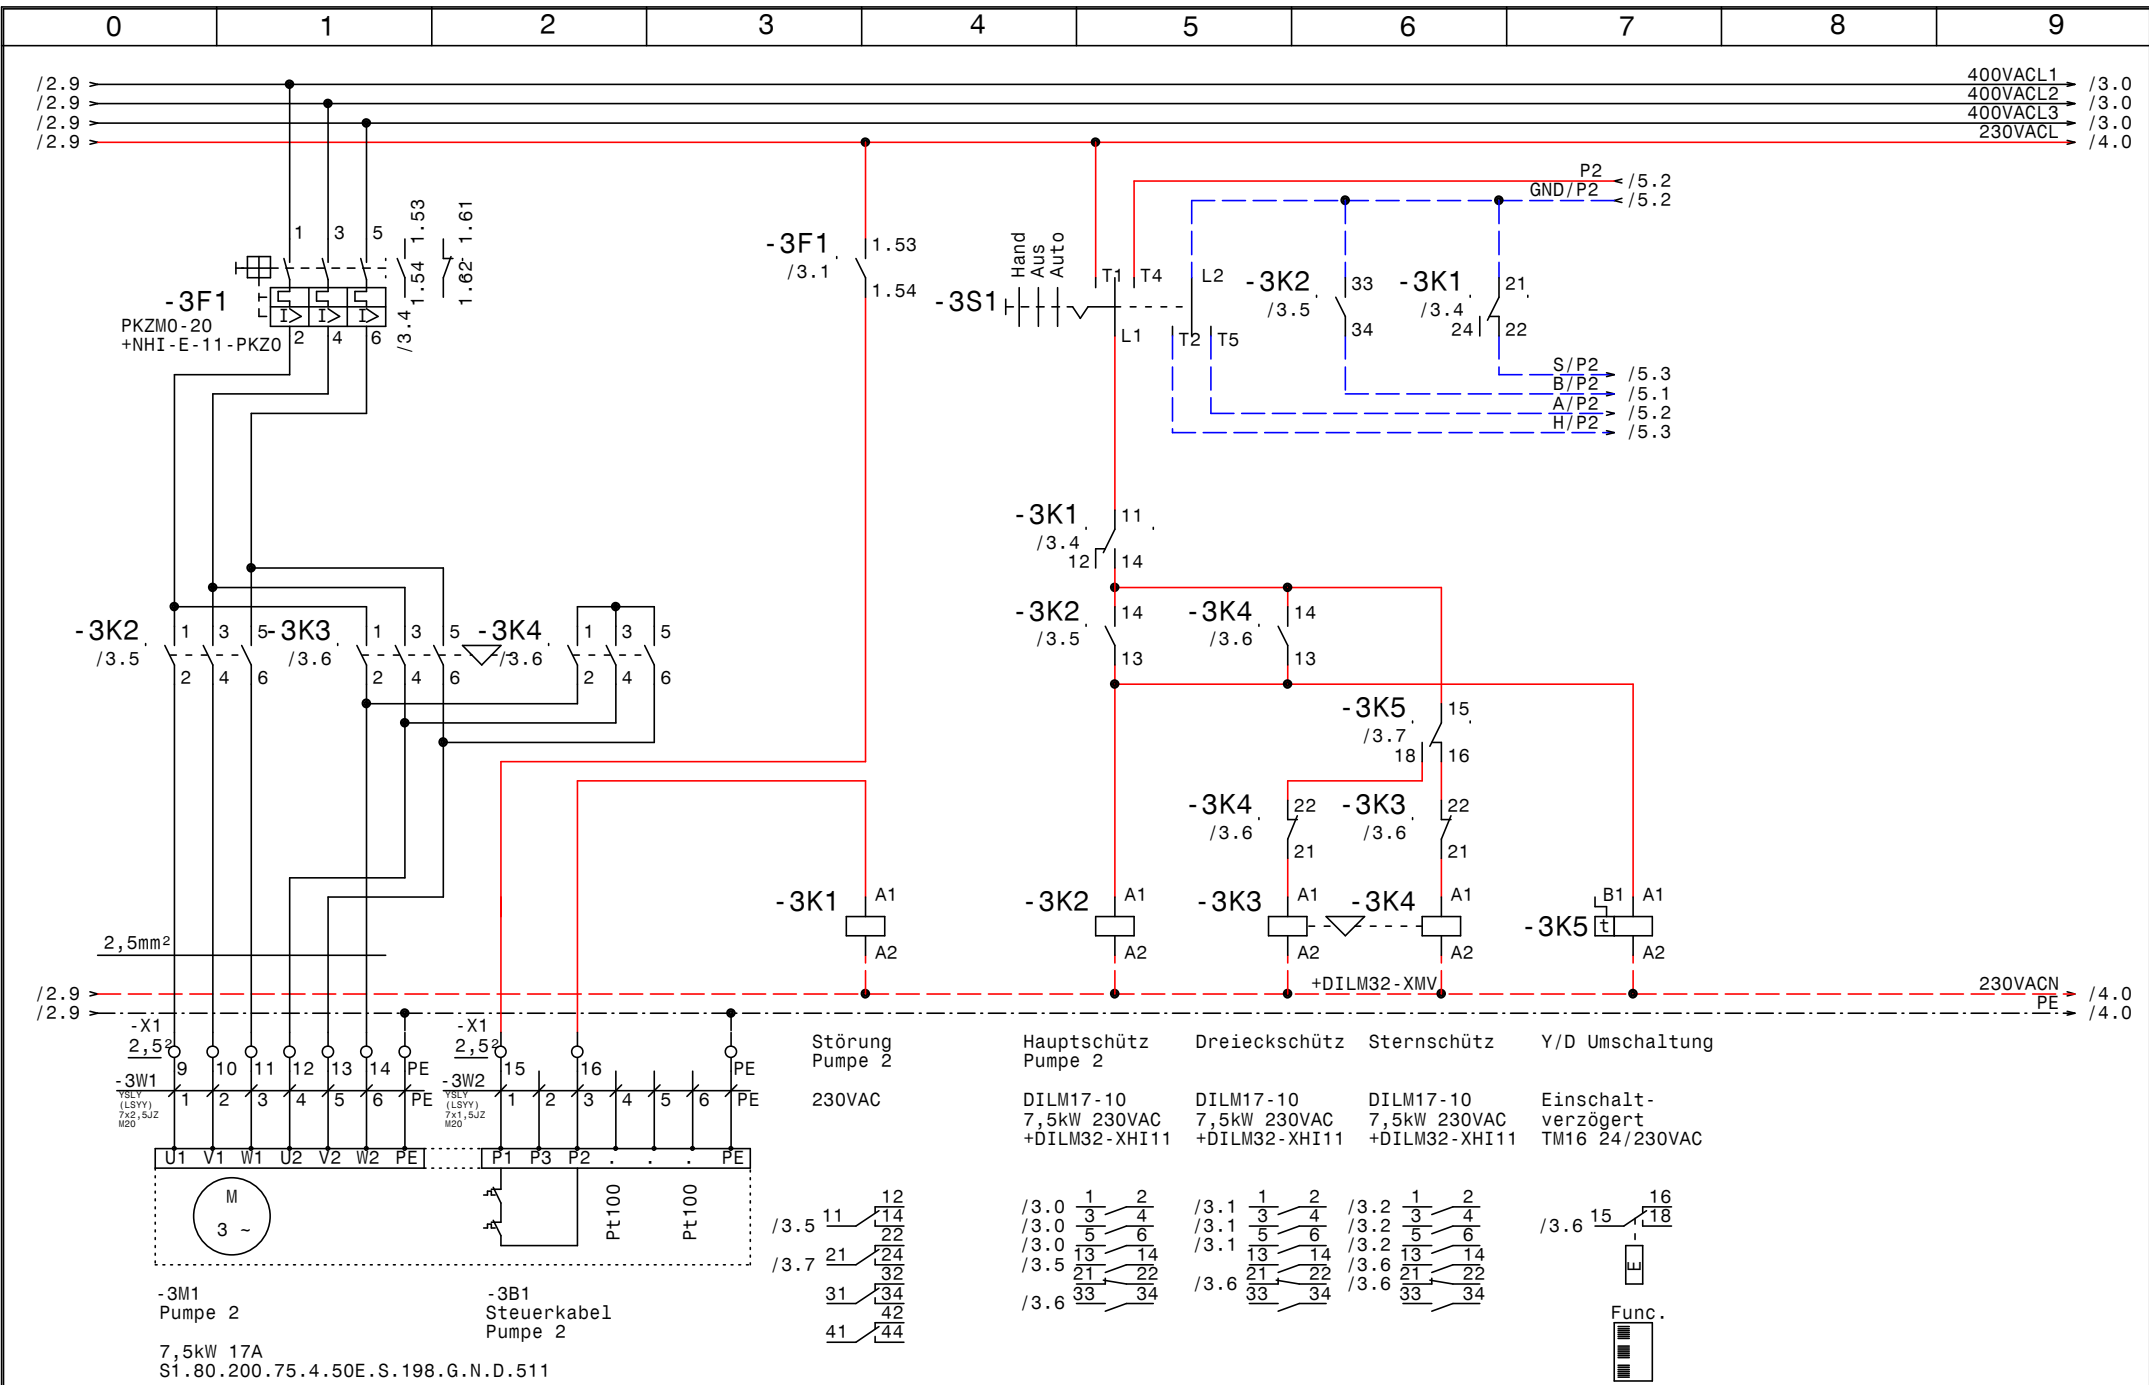 0 1 2 3 4 5 6 7 8 9
/2.9 400VACL1 /3.0
/2.9 400VACL2 /3.0
/2.9 400VACL3 /3.0
/2.9 230VACL /4.0
P2 /5.2
GND/P2 /5.2
1 3 5
1.53
1.54
1.61
1.62
/3.4
-3F1
PKZMO-20
+NHI-E-11-PKZ0
2 4 6
-3F1
/3.1
1.53
1.54
Hand
Aus
Auto
-3S1
T1 T4 L2
L1 T2 T5
-3K2
/3.5
33
34
-3K1
/3.4
21
24 22
S/P2 /5.3
B/P2 /5.1
A/P2 /5.2
H/P2 /5.3
-3K1
/3.4
11
12 14
-3K2
/3.5
1 3 5
2 4 6
-3K3
/3.6
1 3 5
2 4 6
-3K4
/3.6
1 3 5
2 4 6
-3K2
/3.5
14
13
-3K4
/3.6
14
13
-3K5
/3.7
15
18 16
-3K4
/3.6
22
21
-3K3
/3.6
22
21
-3K1
A1
A2
-3K2
A1
A2
-3K3
A1
A2
-3K4
A1
A2
-3K5
B1 A1
t
A2
2,5mm²
+DILM32-XMV
/2.9 230VACN /4.0
/2.9 PE /4.0
-X1
2,5²
9 10 11 12 13 14 PE
-3W1
YSLY
(LSYY)
7x2,5JZ
M20
1 2 3 4 5 6 PE
U1 V1 W1 U2 V2 W2 PE
M
3 ~
-X1
2,5²
15 16 PE
-3W2
YSLY
(LSYY)
7x1,5JZ
M20
1 2 3 4 5 6 PE
P1 P3 P2 . . . PE
Pt100
Pt100
-3M1
Pumpe 2
7,5kW 17A
S1.80.200.75.4.50E.S.198.G.N.D.511
-3B1
Steuerkabel
Pumpe 2
Störung
Pumpe 2
230VAC
Hauptschütz
Pumpe 2
DILM17-10
7,5kW 230VAC
+DILM32-XHI11
Dreieckschütz
DILM17-10
7,5kW 230VAC
+DILM32-XHI11
Sternschütz
DILM17-10
7,5kW 230VAC
+DILM32-XHI11
Y/D Umschaltung
Einschalt-
verzögert
TM16 24/230VAC
12
/3.5 11 14
22
/3.7 21 24
32
31 34
42
41 44
/3.0 1 2
/3.0 3 4
/3.0 5 6
/3.5 13 14
21 22
/3.6 33 34
/3.1 1 2
/3.1 3 4
/3.1 5 6
13 14
/3.6 21 22
33 34
/3.2 1 2
/3.2 3 4
/3.2 5 6
/3.6 13 14
/3.6 21 22
33 34
16
/3.6 15 18
E
Func.